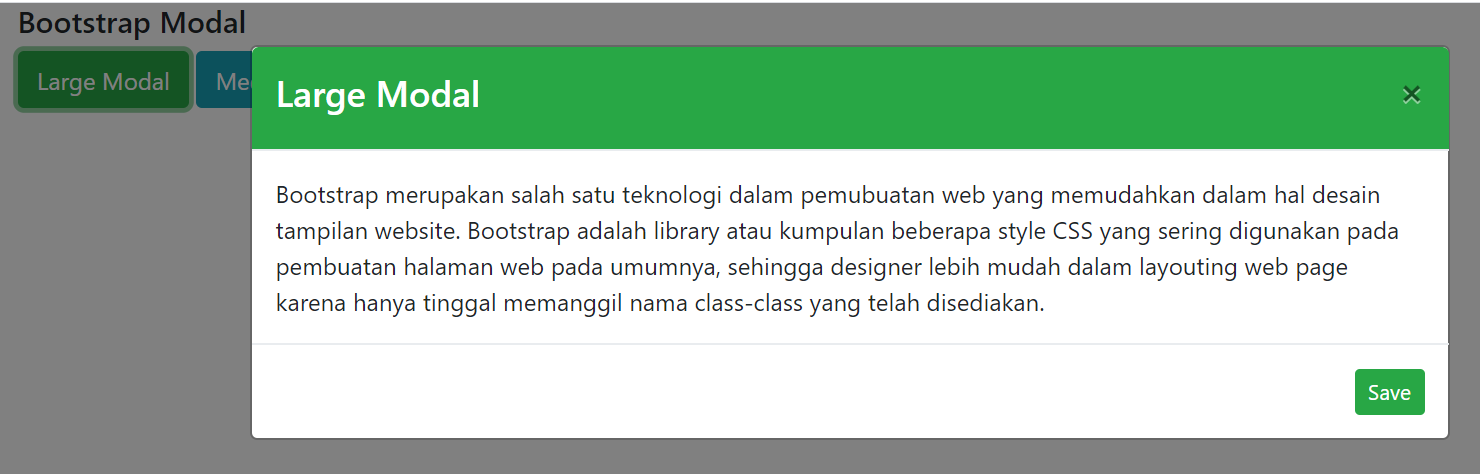 Bootstrap Modal
Large Modal
Me
Large Modal
×
Bootstrap merupakan salah satu teknologi dalam pemubuatan web yang memudahkan dalam hal desain
tampilan website. Bootstrap adalah library atau kumpulan beberapa style CSS yang sering digunakan pada
pembuatan halaman web pada umumnya, sehingga designer lebih mudah dalam layouting web page
karena hanya tinggal memanggil nama class-class yang telah disediakan.
Save